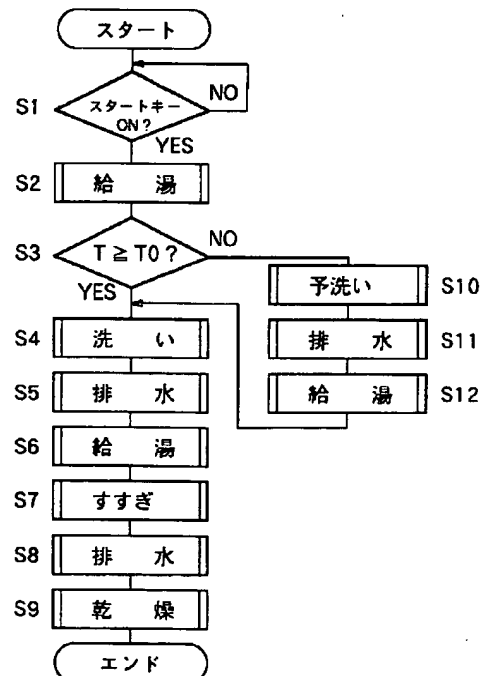 スタート
S1 スタートキー NO
ON?
YES
S2 給 湯
S3 T≧T0? NO
YES
予洗い S10
S4 洗 い 排 水 S11
S5 排 水 給 湯 S12
S6 給 湯
S7 すすぎ
S8 排 水
S9 乾 燥
エンド